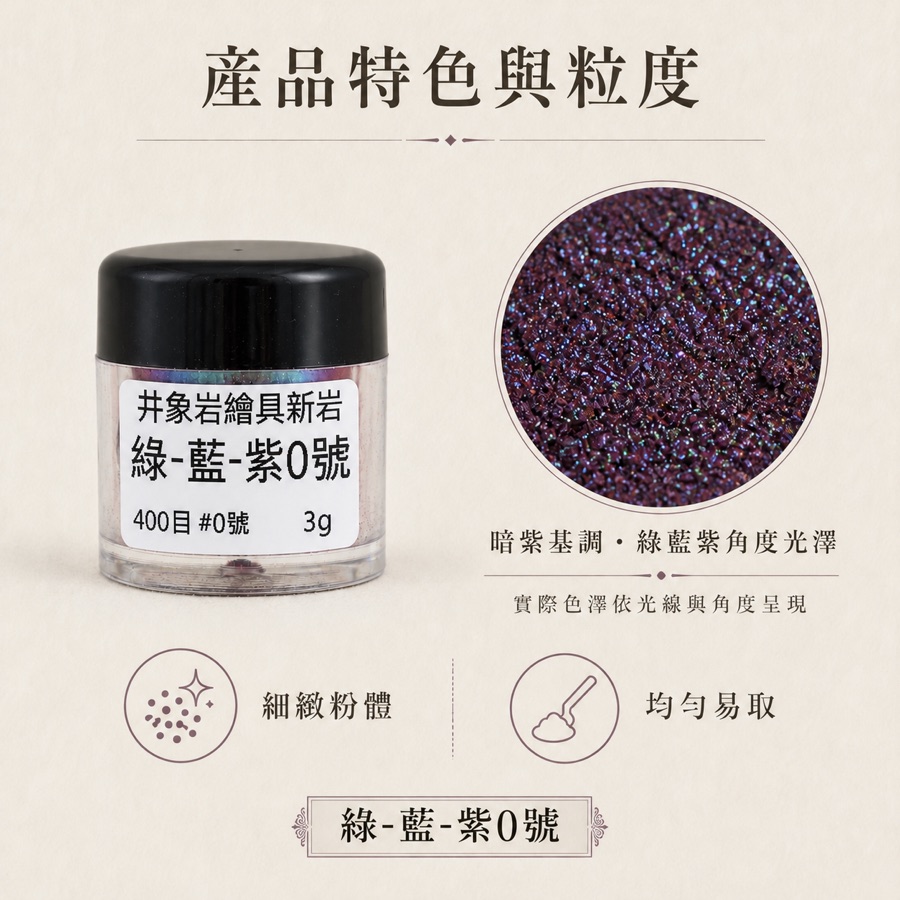 産品特色與粒度
井象岩繪具新岩
綠-藍-紫0號
400目 #0號 3g
暗紫基調・綠藍紫角度光澤
實際色澤依光線與角度呈現
細緻粉體
均勻易取
綠-藍-紫0號